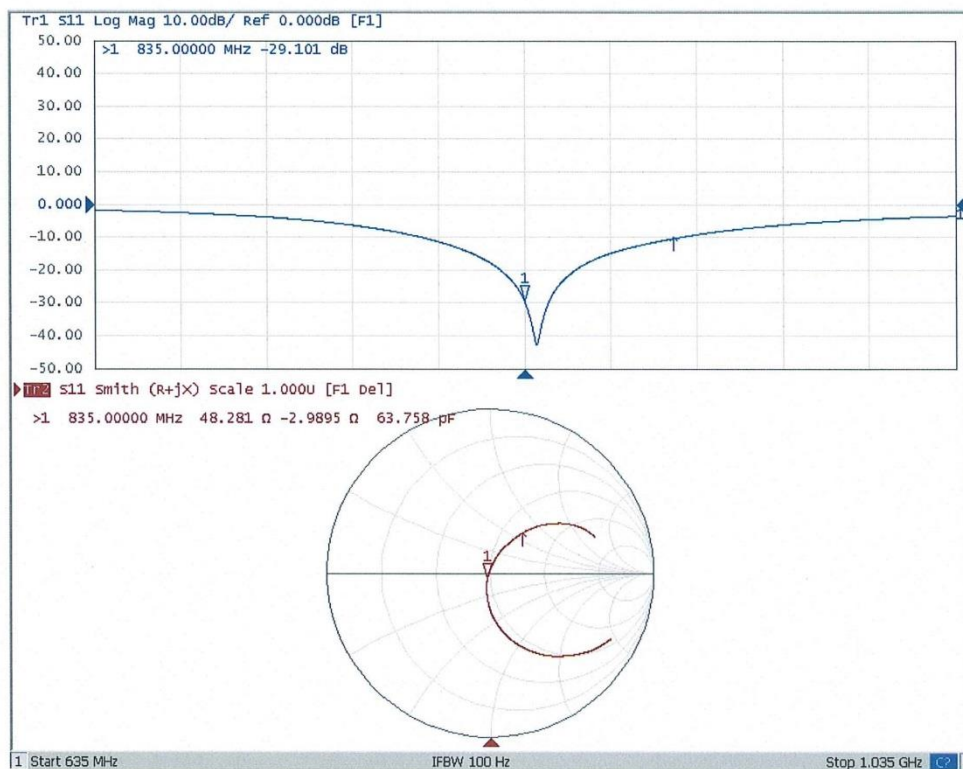 Tr1 S11 Log Mag 10.00dB/ Ref 0.000dB [F1]
50.00
>1 835.00000 MHz -29.101 dB
40.00
30.00
20.00
10.00
0.000
1
-10.00
-20.00
1
-30.00
-40.00
-50.00
Tr2 S11 Smith (R+jX) Scale 1.000U [F1 Del]
>1 835.00000 MHz 48.281 Ω -2.9895 Ω 63.758 pF
1
1 Start 635 MHz IFBW 100 Hz Stop 1.035 GHz C?